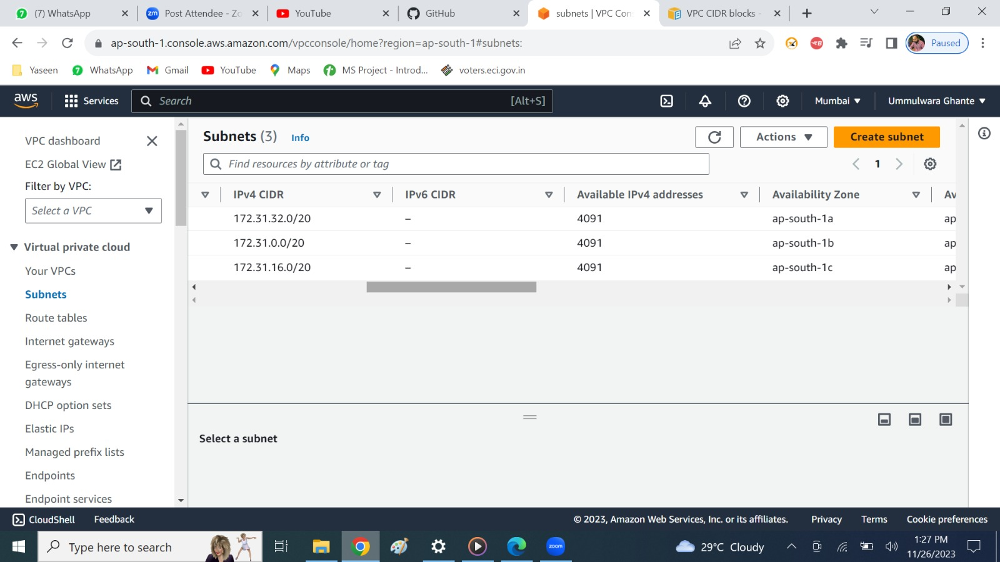 (7) WhatsApp
Post Attendee - Zo
YouTube
GitHub
subnets | VPC Con
VPC CIDR blocks -
ap-south-1.console.aws.amazon.com/vpcconsole/home?region=ap-south-1#subnets:
Paused
Yaseen
WhatsApp
Gmail
YouTube
Maps
MS Project - Introd...
voters.eci.gov.in
aws
Services
Search
[Alt+S]
Mumbai
Ummulwara Ghante
VPC dashboard
EC2 Global View
Filter by VPC:
Select a VPC
Virtual private cloud
Your VPCs
Subnets
Route tables
Internet gateways
Egress-only internet
gateways
DHCP option sets
Elastic IPs
Managed prefix lists
Endpoints
Endpoint services
Subnets (3) Info
Actions
Create subnet
Find resources by attribute or tag
1
IPv4 CIDR IPv6 CIDR Available IPv4 addresses Availability Zone Av
172.31.32.0/20 – 4091 ap-south-1a ap
172.31.0.0/20 – 4091 ap-south-1b ap
172.31.16.0/20 – 4091 ap-south-1c ap
Select a subnet
CloudShell
Feedback
© 2023, Amazon Web Services, Inc. or its affiliates.
Privacy
Terms
Cookie preferences
Type here to search
zoom
29°C Cloudy
1:27 PM
11/26/2023